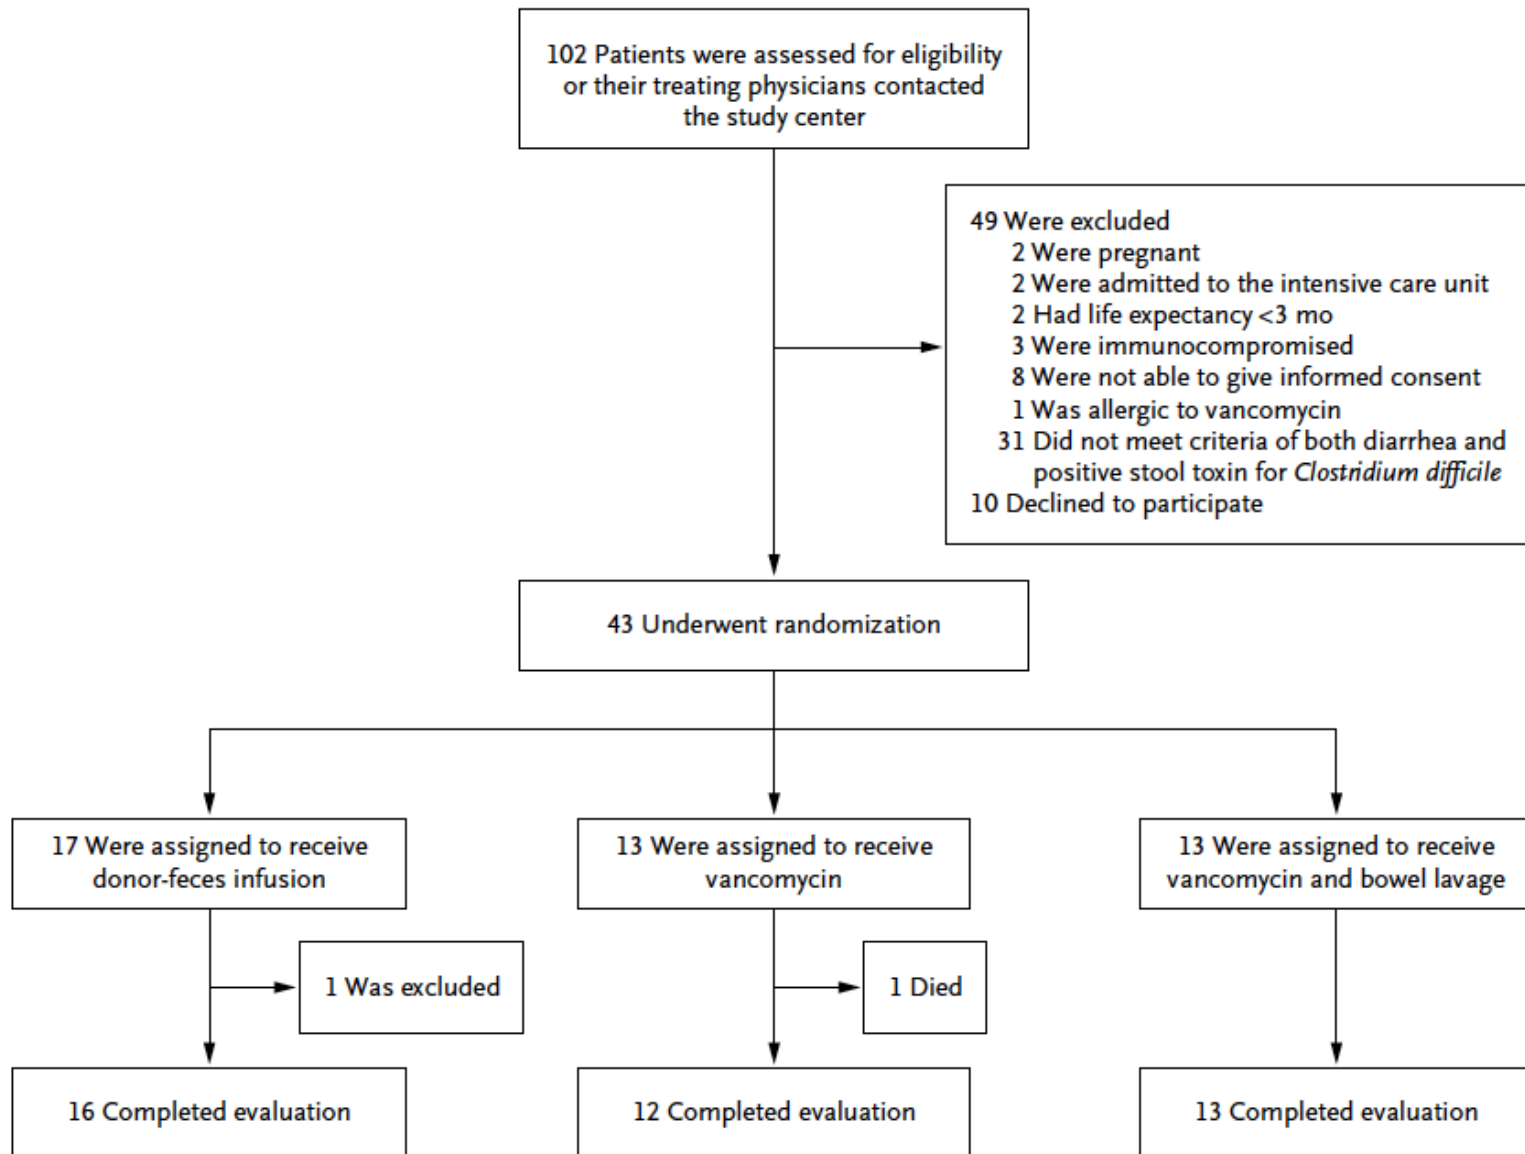 102 Patients were assessed for eligibility
or their treating physicians contacted
the study center
49 Were excluded
2 Were pregnant
2 Were admitted to the intensive care unit
2 Had life expectancy <3 mo
3 Were immunocompromised
8 Were not able to give informed consent
1 Was allergic to vancomycin
31 Did not meet criteria of both diarrhea and
positive stool toxin for Clostridium difficile
10 Declined to participate
43 Underwent randomization
17 Were assigned to receive
donor-feces infusion
13 Were assigned to receive
vancomycin
13 Were assigned to receive
vancomycin and bowel lavage
1 Was excluded
1 Died
16 Completed evaluation
12 Completed evaluation
13 Completed evaluation